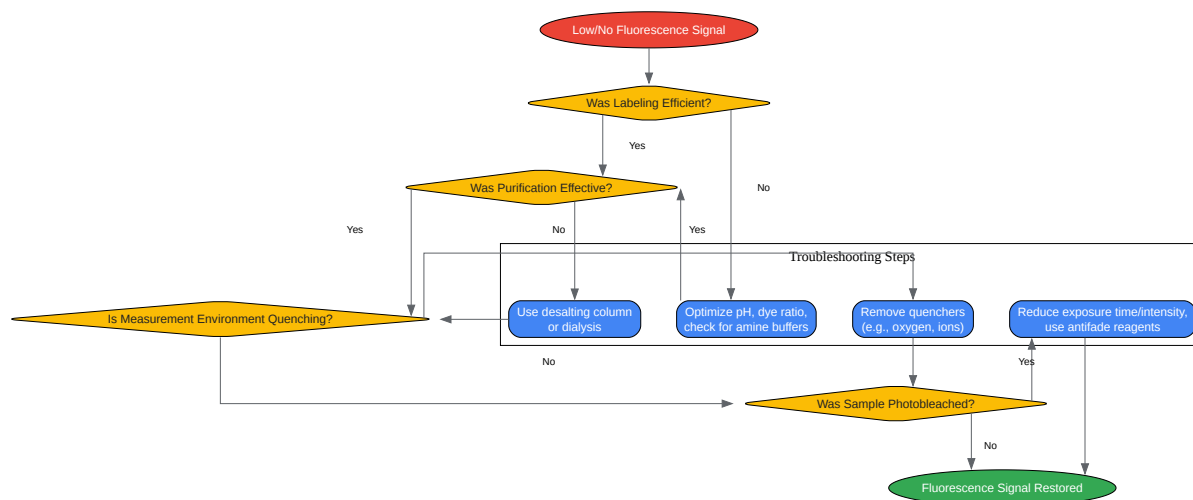 Low/No Fluorescence Signal
Was Labeling Efficient?
Yes
Was Purification Effective?
No
Yes
No
Yes
Troubleshooting Steps
Is Measurement Environment Quenching?
Use desalting column
or dialysis
Optimize pH, dye ratio,
check for amine buffers
Remove quenchers
(e.g., oxygen, ions)
Reduce exposure time/intensity,
use antifade reagents
No
Yes
Was Sample Photobleached?
No
Fluorescence Signal Restored